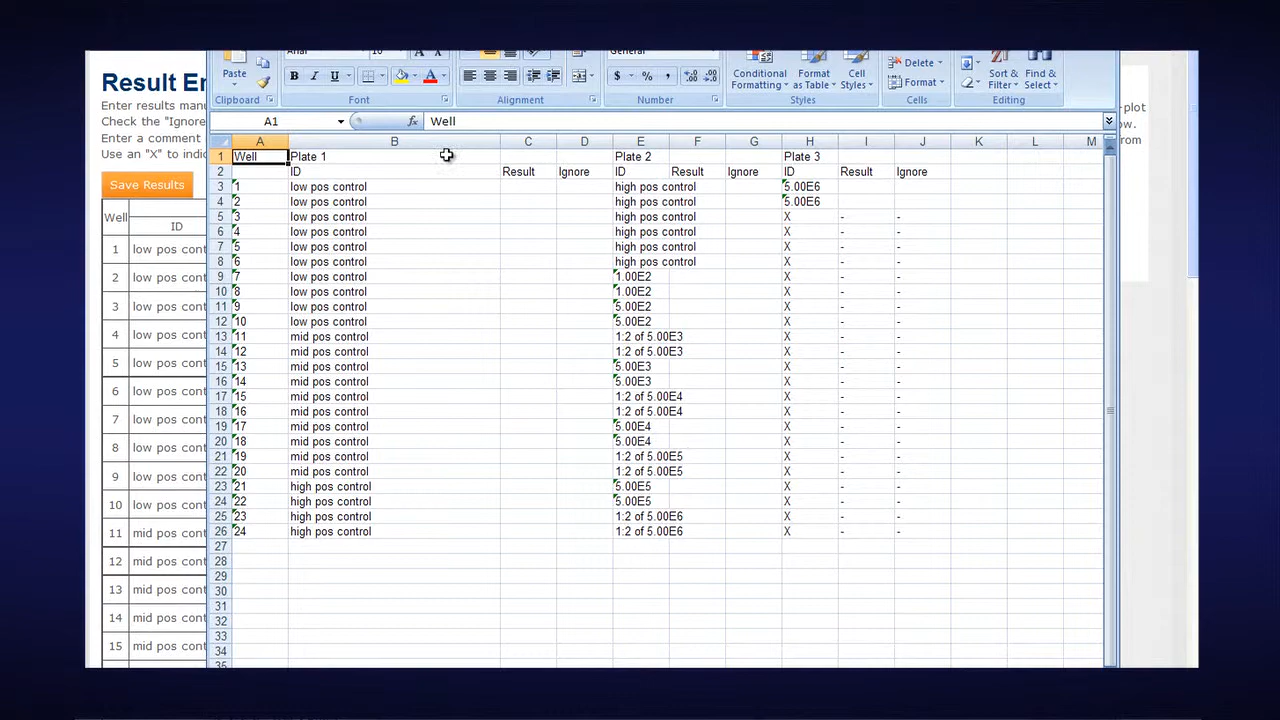 Result En
Enter results manu
Check the "Ignore
Enter a comment
Use an "X" to indic
Save Results
-plot
ow.
from
Well
ID
1 low pos cont
2 low pos cont
3 low pos cont
4 low pos cont
5 low pos cont
6 low pos cont
7 low pos cont
8 low pos cont
9 low pos cont
10 low pos cont
11 mid pos cont
12 mid pos cont
13 mid pos cont
14 mid pos cont
15 mid pos cont
Arial 10 A A General
Paste B I U A $ % , Conditional Formatting Format as Table Cell Styles Delete Format Sort & Filter Find & Select
Clipboard Font Alignment Number Styles Cells Editing
A1 fx Well
A B C D E F G H I J K L M
1 Well Plate 1 Plate 2 Plate 3
2 ID Result Ignore ID Result Ignore ID Result Ignore
3 1 low pos control high pos control 5.00E6
4 2 low pos control high pos control 5.00E6
5 3 low pos control high pos control X - -
6 4 low pos control high pos control X - -
7 5 low pos control high pos control X - -
8 6 low pos control high pos control X - -
9 7 low pos control 1.00E2 X - -
10 8 low pos control 1.00E2 X - -
11 9 low pos control 5.00E2 X - -
12 10 low pos control 5.00E2 X - -
13 11 mid pos control 1:2 of 5.00E3 X - -
14 12 mid pos control 1:2 of 5.00E3 X - -
15 13 mid pos control 5.00E3 X - -
16 14 mid pos control 5.00E3 X - -
17 15 mid pos control 1:2 of 5.00E4 X - -
18 16 mid pos control 1:2 of 5.00E4 X - -
19 17 mid pos control 5.00E4 X - -
20 18 mid pos control 5.00E4 X - -
21 19 mid pos control 1:2 of 5.00E5 X - -
22 20 mid pos control 1:2 of 5.00E5 X - -
23 21 high pos control 5.00E5 X - -
24 22 high pos control 5.00E5 X - -
25 23 high pos control 1:2 of 5.00E6 X - -
26 24 high pos control 1:2 of 5.00E6 X - -
27
28
29
30
31
32
33
34
35